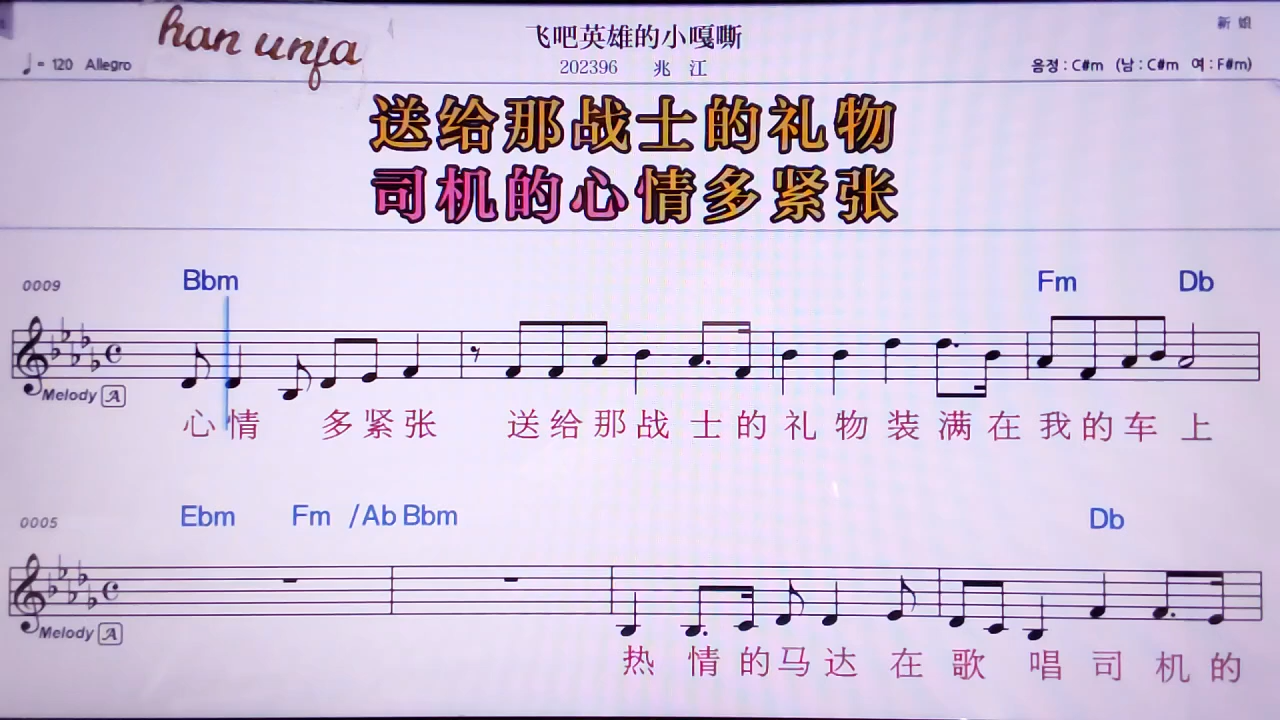 han unfa
飞吧英雄的小嘎嘶
新 娘
♩= 120 Allegro
202396 兆 江
음정 : C#m (남 : C#m 여 : F#m)
送给那战士的礼物
司机的心情多紧张
0009
Bbm Fm Db
Melody A
心 情 多 紧 张 送 给 那 战 士 的 礼 物 装 满 在 我 的 车 上
0005
Ebm Fm /Ab Bbm Db
Melody A
热 情 的 马 达 在 歌 唱 司 机 的